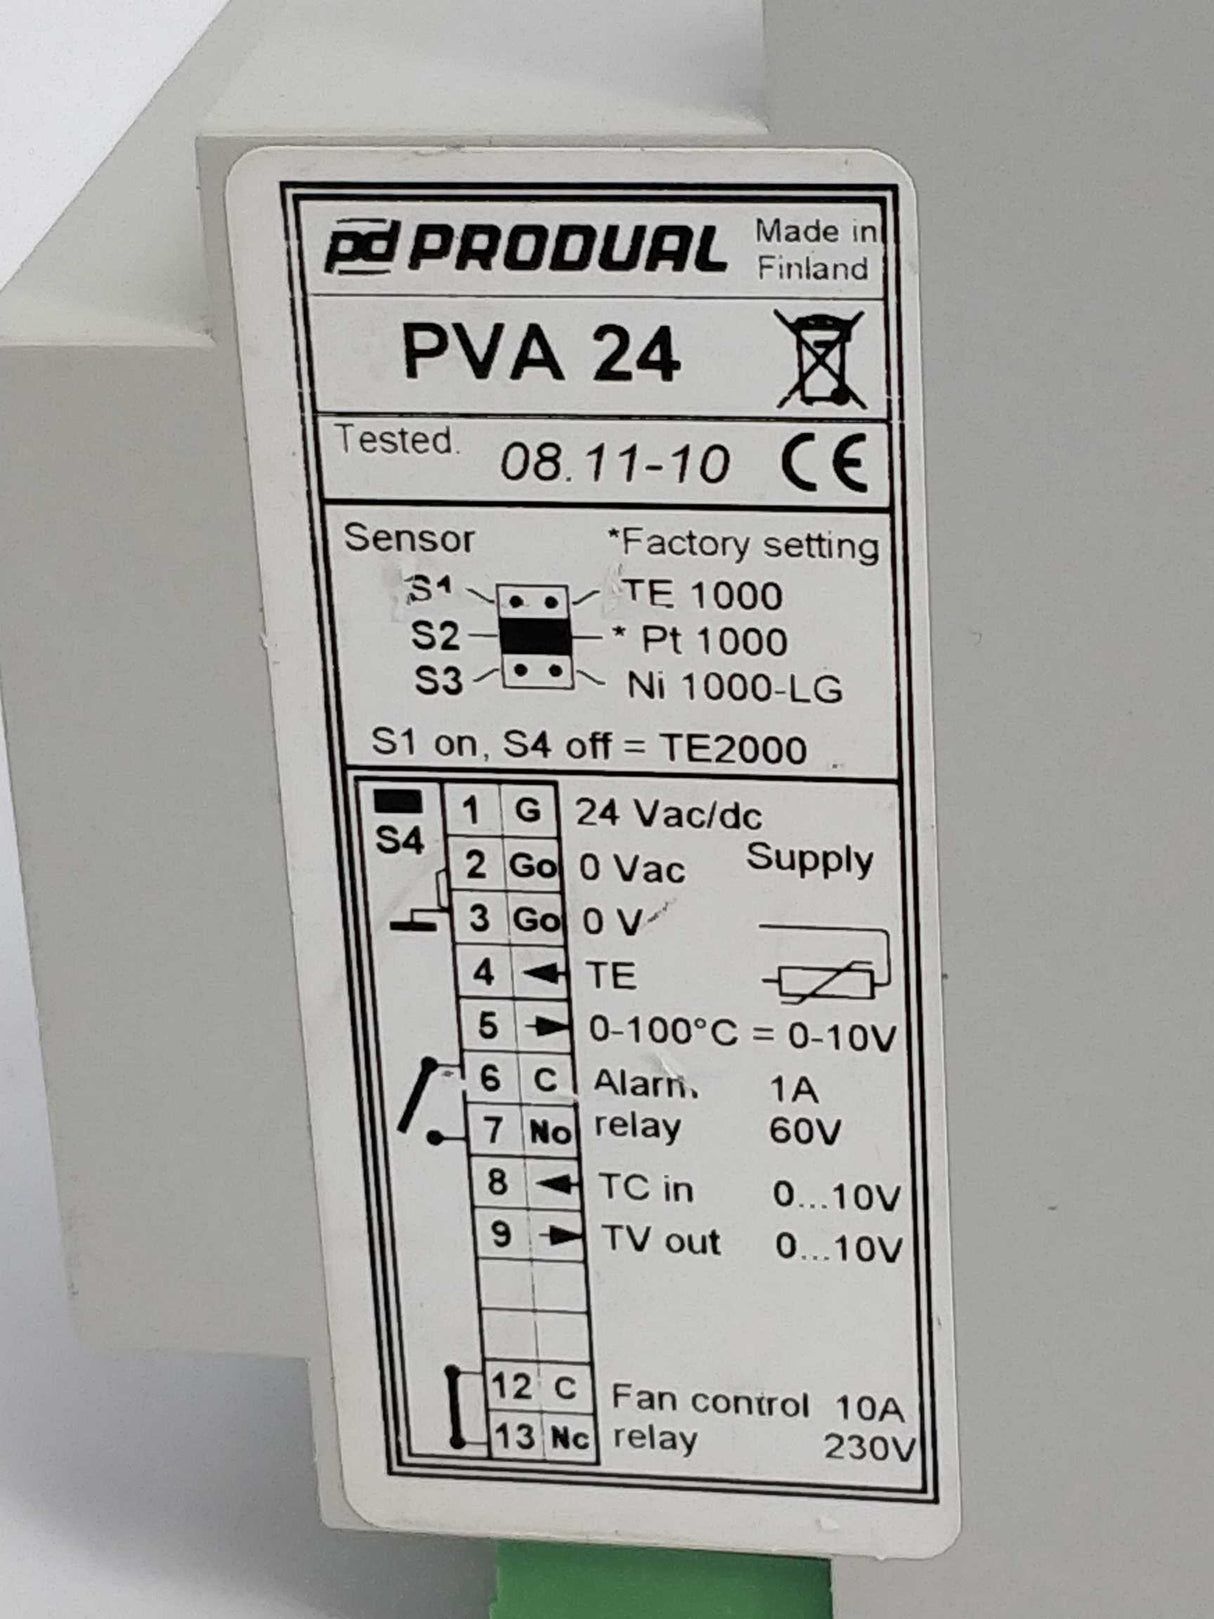 pd PRODUAL Made in Finland
PVA 24
Tested. 08.11-10 CE
Sensor *Factory setting
S1 TE 1000
S2 * Pt 1000
S3 Ni 1000-LG
S1 on, S4 off = TE2000
S4
1 G 24 Vac/dc
2 Go 0 Vac Supply
3 Go 0 V
4 TE
5 0-100°C = 0-10V
6 C Alarm 1A
7 No relay 60V
8 TC in 0...10V
9 TV out 0...10V
12 C Fan control 10A
13 Nc relay 230V